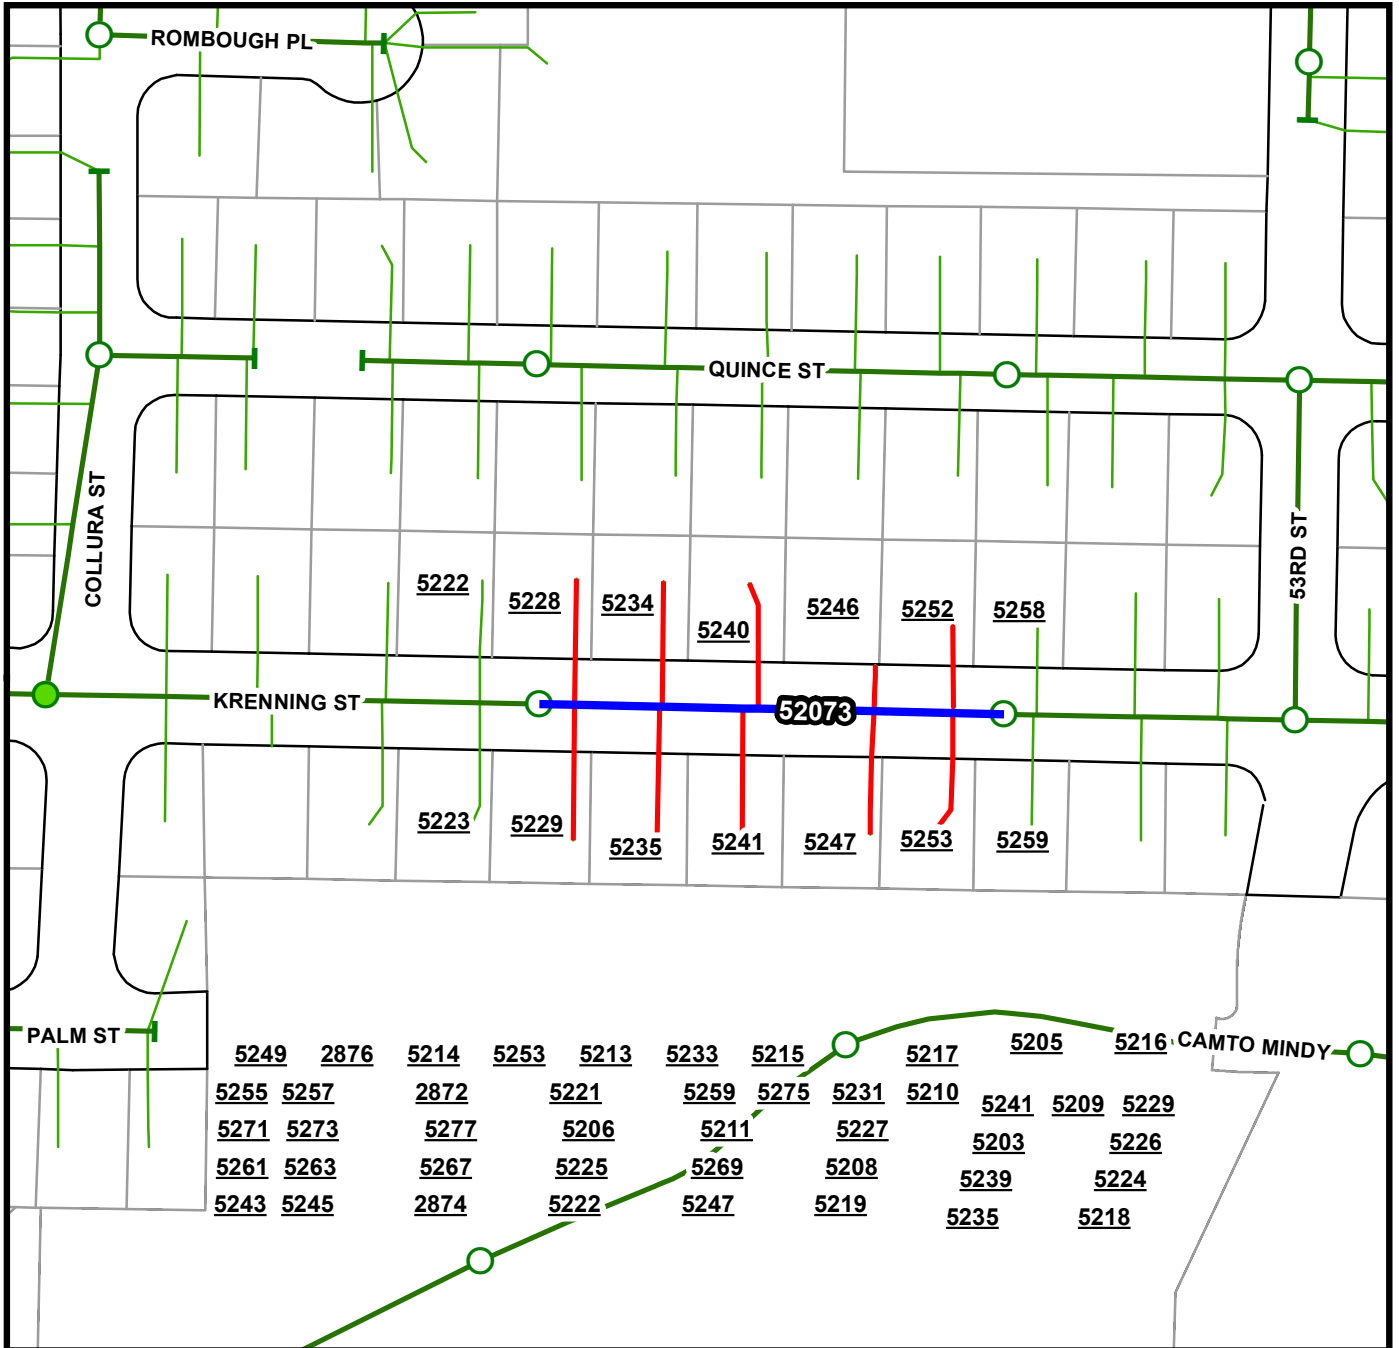 ROMBOUGH PL
QUINCE ST
COLLURA ST
53RD ST
5222
5228
5234
5240
5246
5252
5258
KRENNING ST
52073
5223
5229
5235
5241
5247
5253
5259
PALM ST
CAMTO MINDY
5249 2876 5214 5253 5213 5233 5215 5217 5205 5216
5255 5257 2872 5221 5259 5275 5231 5210 5241 5209 5229
5271 5273 5277 5206 5211 5227 5203 5226
5261 5263 5267 5225 5269 5208 5239 5224
5243 5245 2874 5222 5247 5219 5235 5218